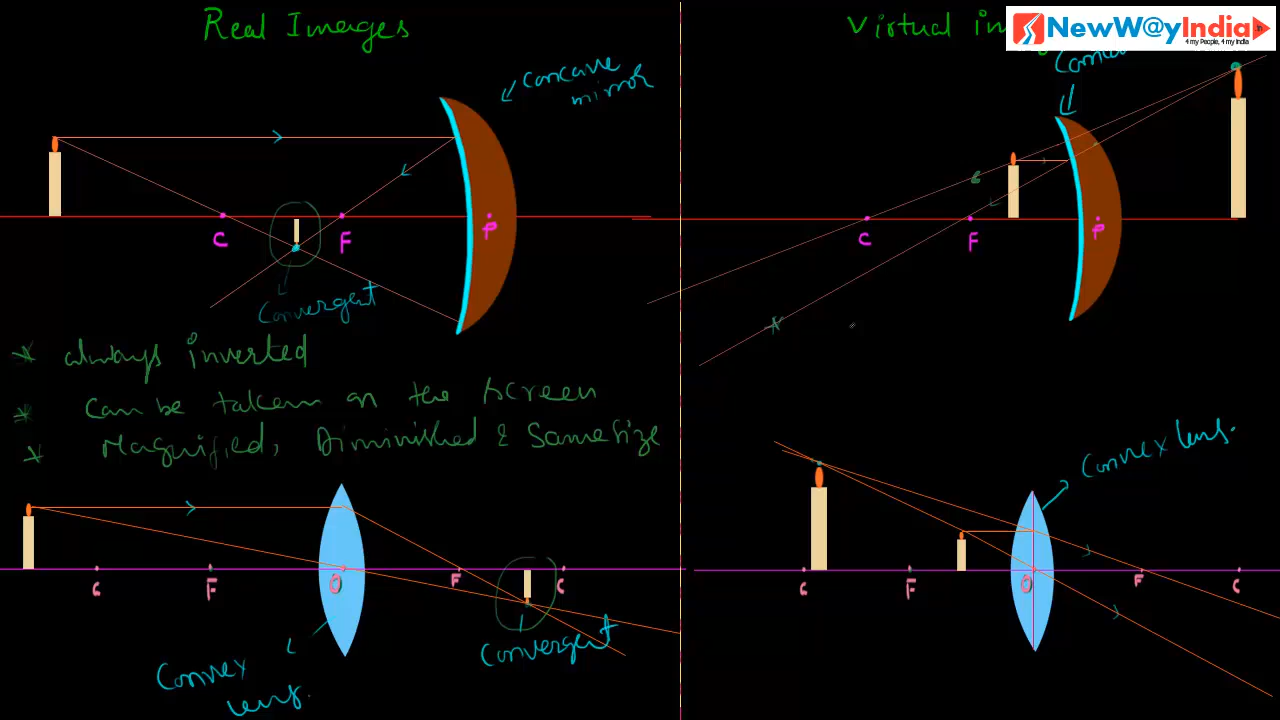 Real Images
Concave
mirror
C
F
P
Convergent
* always inverted
* Can be taken on the screen
* Magnified, Diminished & Same size
C
F
O
F
C
Convex
lens.
Convergent
Virtual
NewW@yIndia
4 my People, 4 my India
C
F
P
Convex lens.
C
F
O
F
C